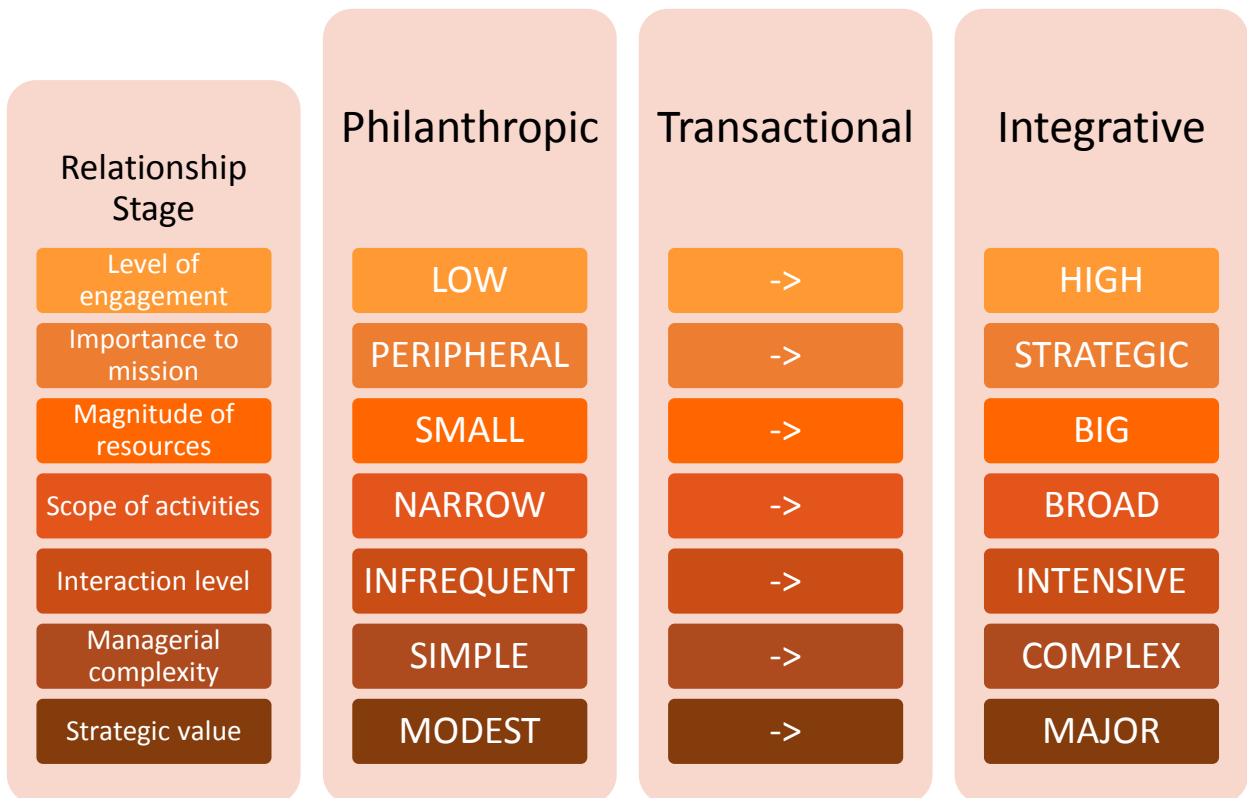 Relationship
Stage
Philanthropic
Transactional
Integrative
Level of
engagement
LOW
->
HIGH
Importance to
mission
PERIPHERAL
->
STRATEGIC
Magnitude of
resources
SMALL
->
BIG
Scope of activities
NARROW
->
BROAD
Interaction level
INFREQUENT
->
INTENSIVE
Managerial
complexity
SIMPLE
->
COMPLEX
Strategic value
MODEST
->
MAJOR